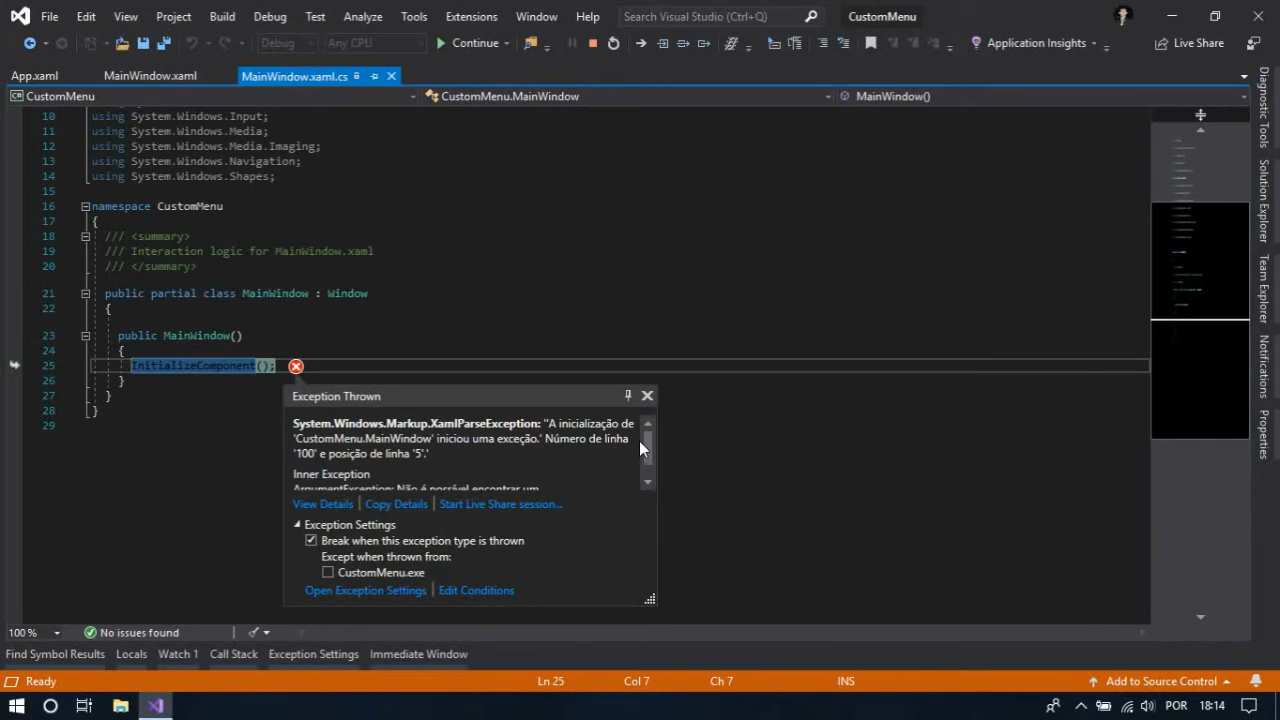 File Edit View Project Build Debug Test Analyze Tools Extensions Window Help Search Visual Studio (Ctrl+Q) CustomMenu
Debug Any CPU Continue Application Insights Live Share
App.xaml MainWindow.xaml MainWindow.xaml.cs
CustomMenu CustomMenu.MainWindow MainWindow()
10 using System.Windows.Input;
11 using System.Windows.Media;
12 using System.Windows.Media.Imaging;
13 using System.Windows.Navigation;
14 using System.Windows.Shapes;
15
16 namespace CustomMenu
17 {
18 /// <summary>
19 /// Interaction logic for MainWindow.xaml
20 /// </summary>
21 public partial class MainWindow : Window
22 {
23 public MainWindow()
24 {
25 InitializeComponent();
26 }
27 }
28 }
29
Exception Thrown
System.Windows.Markup.XamlParseException: "A inicialização de
'CustomMenu.MainWindow' iniciou uma exceção.' Número de linha
'100' e posição de linha '5'.'
Inner Exception
ArgumentException: Não é possível encontrar um
View Details | Copy Details | Start Live Share session...
Exception Settings
Break when this exception type is thrown
Except when thrown from:
CustomMenu.exe
Open Exception Settings | Edit Conditions
Diagnostic Tools
Solution Explorer
Team Explorer
Notifications
Properties
100 % No issues found
Find Symbol Results Locals Watch 1 Call Stack Exception Settings Immediate Window
Ready Ln 25 Col 7 Ch 7 INS Add to Source Control
POR 18:14